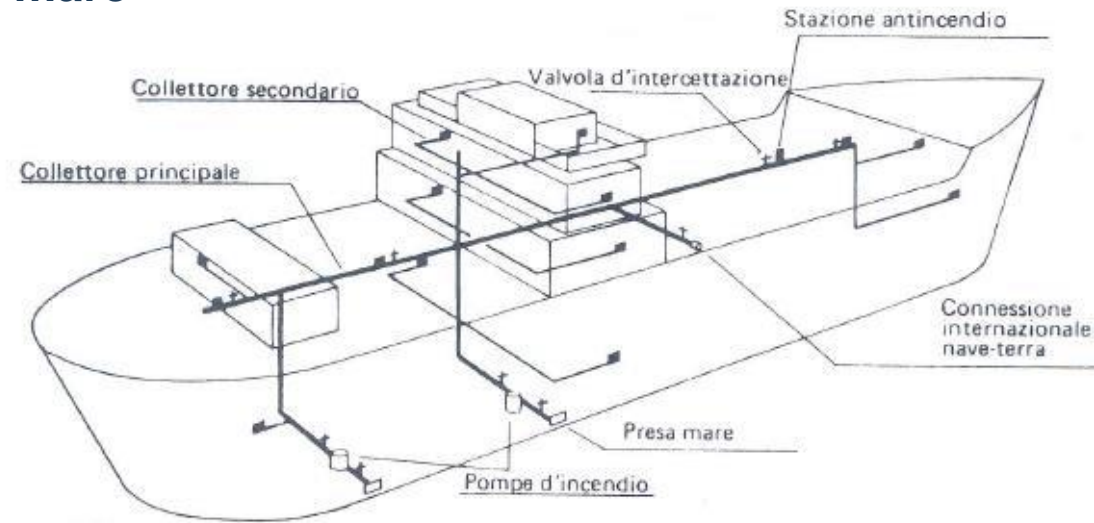 Stazione antincendio
Valvola d'intercettazione
Collettore secondario
Collettore principale
Connessione
internazionale
nave-terra
Presa mare
Pompe d'incendio